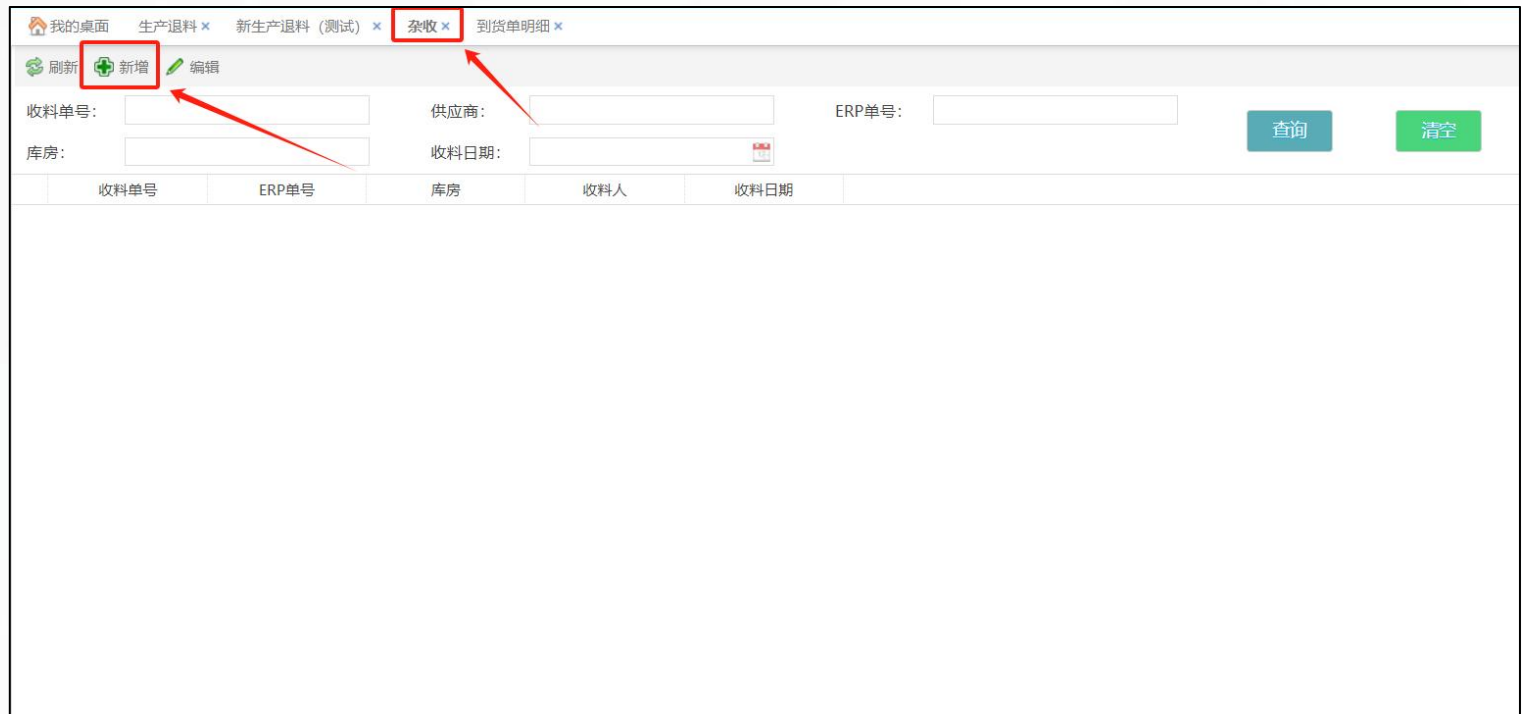 我的桌面 生产退料 × 新生产退料（测试） × 杂收 × 到货单明细 ×
刷新 新增 编辑
收料单号： 供应商： ERP单号： 查询 清空
库房： 收料日期：
收料单号 ERP单号 库房 收料人 收料日期